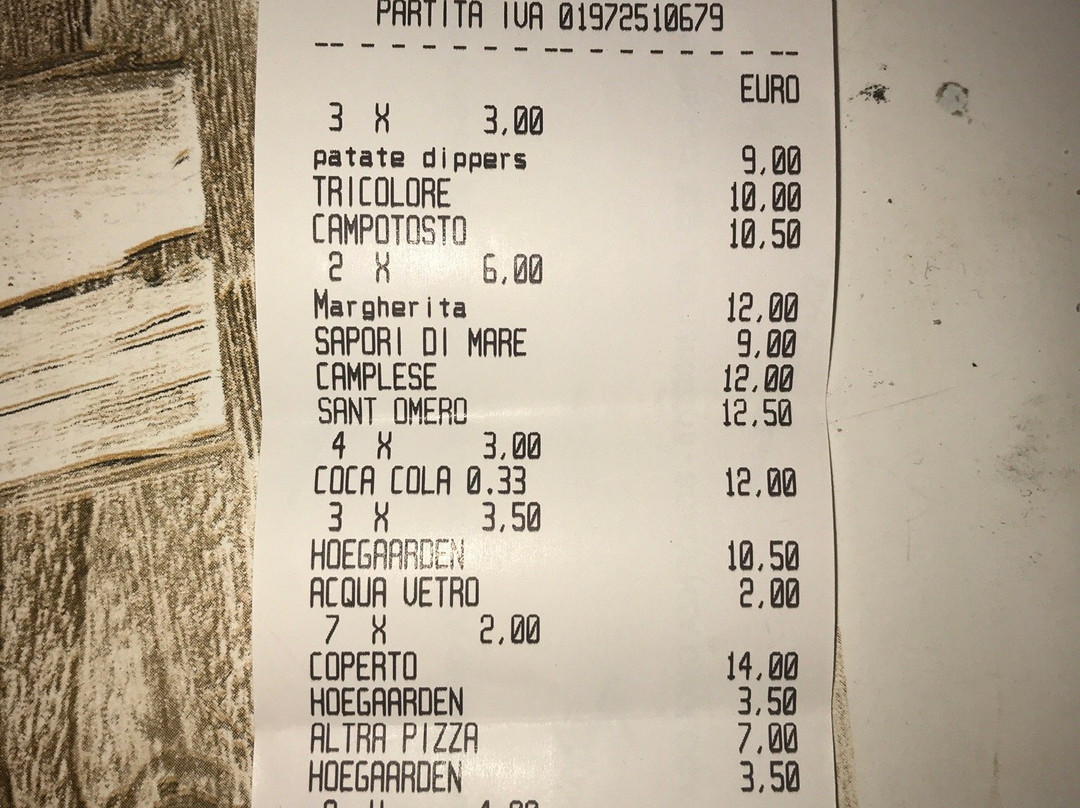 PARTITA IVA 01972510679
-- - - - - -- - - - - -- --
EURO
3 X 3,00
patate dippers 9,00
TRICOLORE 10,00
CAMPOTOSTO 10,50
2 X 6,00
Margherita 12,00
SAPORI DI MARE 9,00
CAMPLESE 12,00
SANT OMERO 12,50
4 X 3,00
COCA COLA 0.33 12,00
3 X 3,50
HOEGAARDEN 10,50
ACQUA VETRO 2,00
7 X 2,00
COPERTO 14,00
HOEGAARDEN 3,50
ALTRA PIZZA 7,00
HOEGAARDEN 3,50